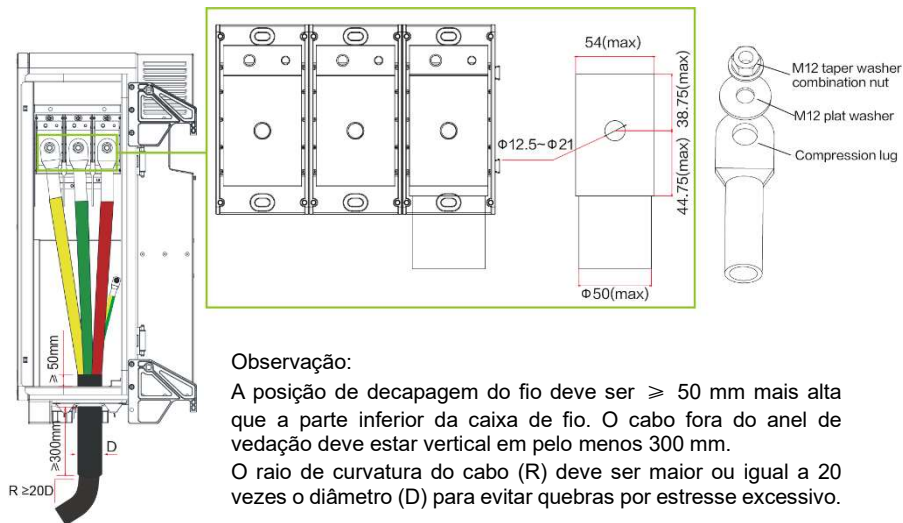 54(max)
38.75(max)
44.75(max)
Φ12.5~Φ21
Φ50(max)
M12 taper washer
combination nut
M12 plat washer
Compression lug
≥ 50mm
≥300mm
D
R ≥20D
Observação:
A posição de decapagem do fio deve ser ≥ 50 mm mais alta
que a parte inferior da caixa de fio. O cabo fora do anel de
vedação deve estar vertical em pelo menos 300 mm.
O raio de curvatura do cabo (R) deve ser maior ou igual a 20
vezes o diâmetro (D) para evitar quebras por estresse excessivo.